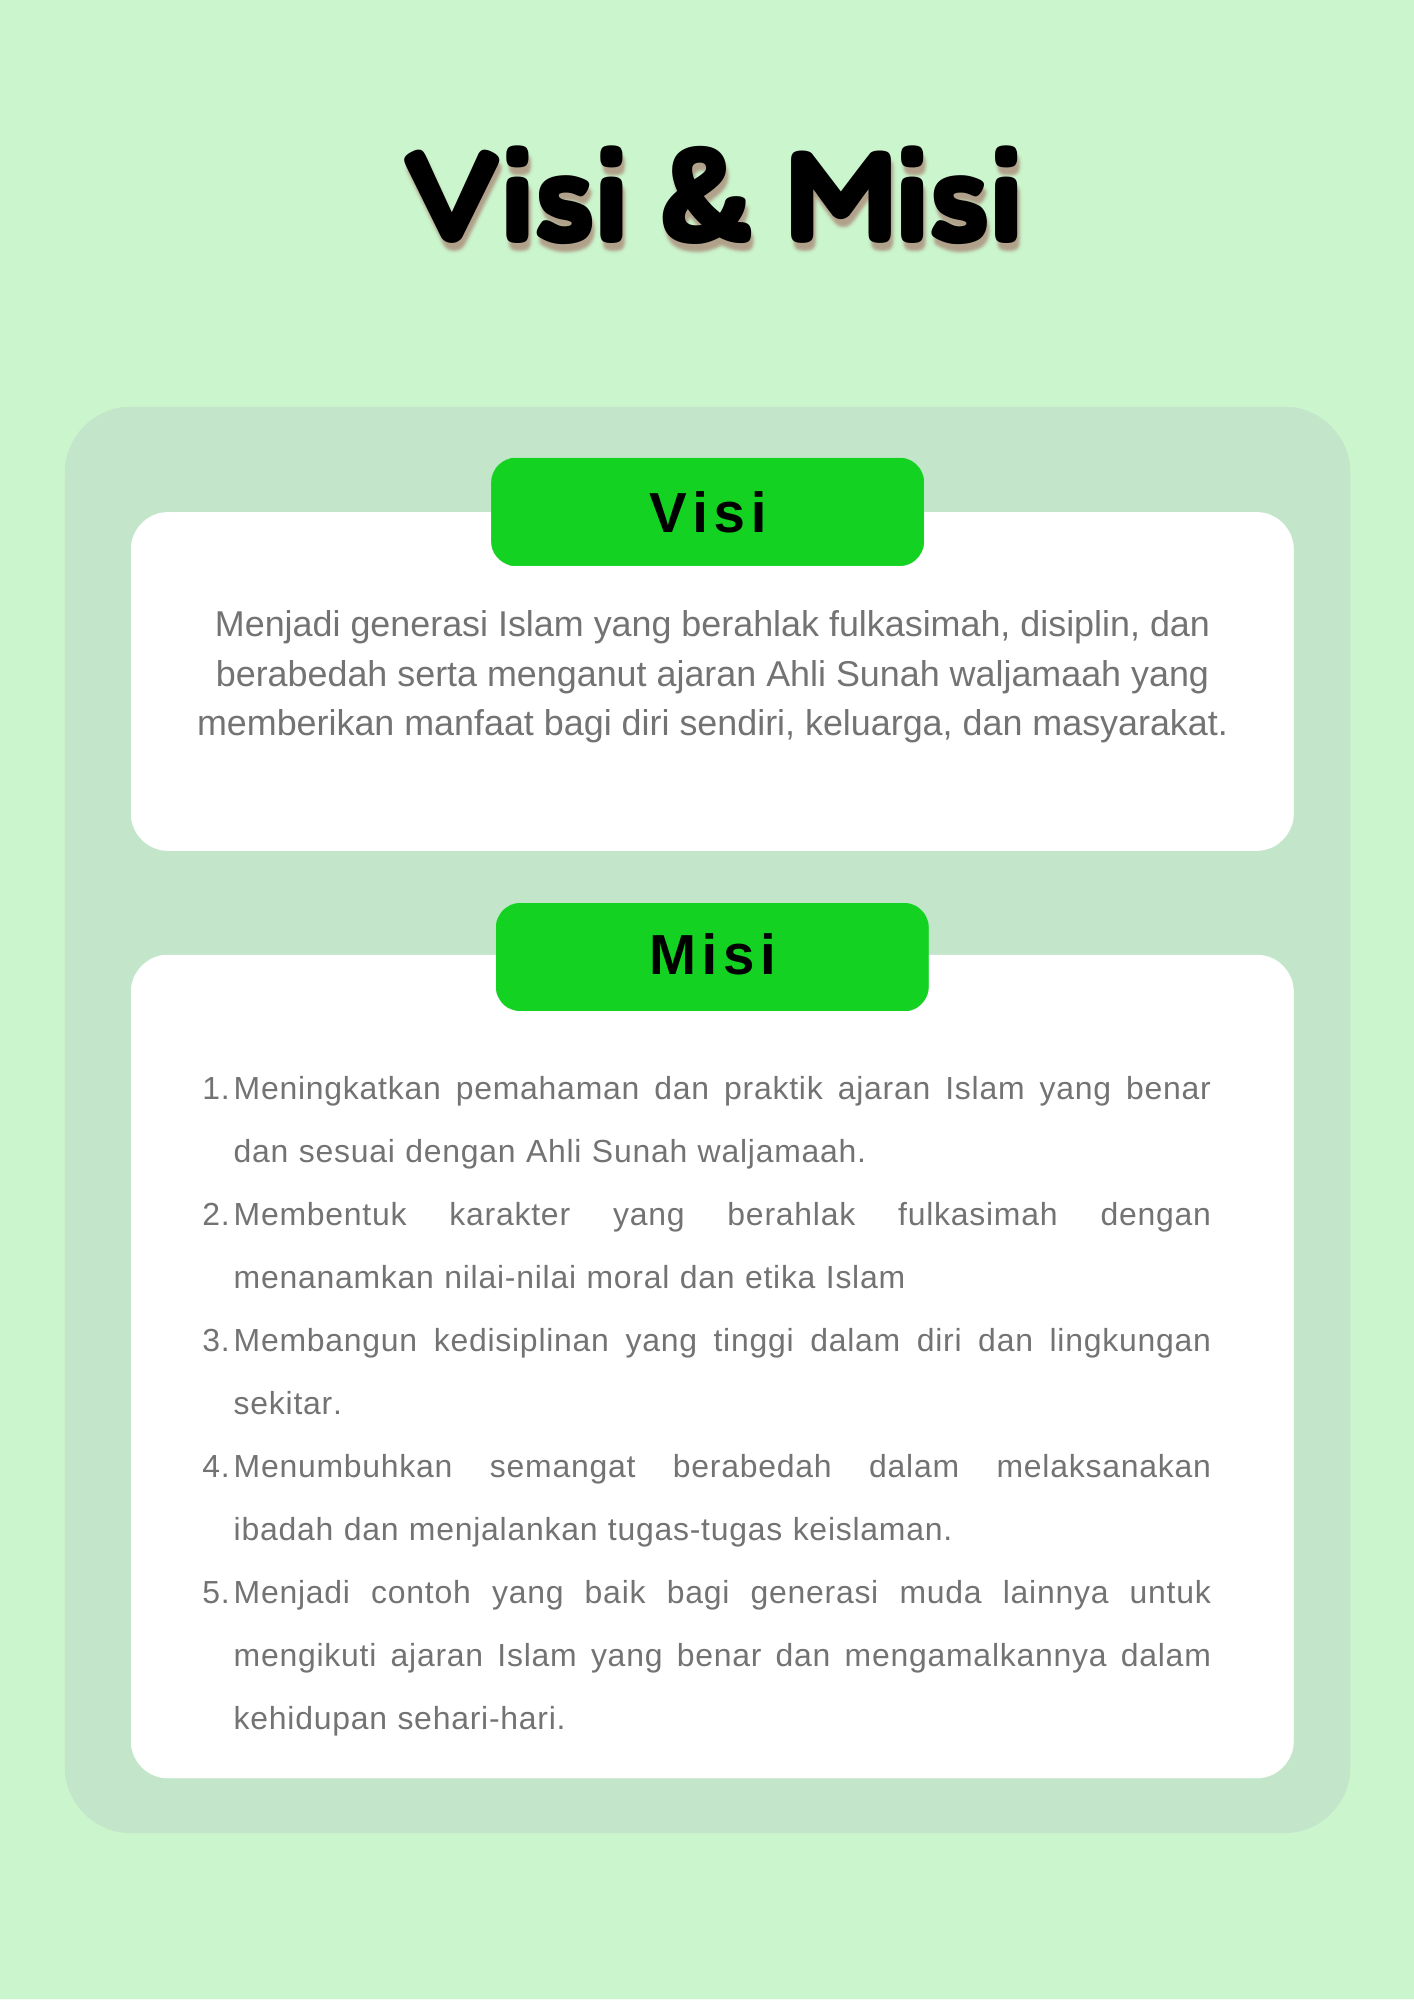 Visi & Misi
Visi
Menjadi generasi Islam yang berahlak fulkasimah, disiplin, dan
berabedah serta menganut ajaran Ahli Sunah waljamaah yang
memberikan manfaat bagi diri sendiri, keluarga, dan masyarakat.
Misi
1. Meningkatkan pemahaman dan praktik ajaran Islam yang benar
dan sesuai dengan Ahli Sunah waljamaah.
2. Membentuk karakter yang berahlak fulkasimah dengan
menanamkan nilai-nilai moral dan etika Islam
3. Membangun kedisiplinan yang tinggi dalam diri dan lingkungan
sekitar.
4. Menumbuhkan semangat berabedah dalam melaksanakan
ibadah dan menjalankan tugas-tugas keislaman.
5. Menjadi contoh yang baik bagi generasi muda lainnya untuk
mengikuti ajaran Islam yang benar dan mengamalkannya dalam
kehidupan sehari-hari.